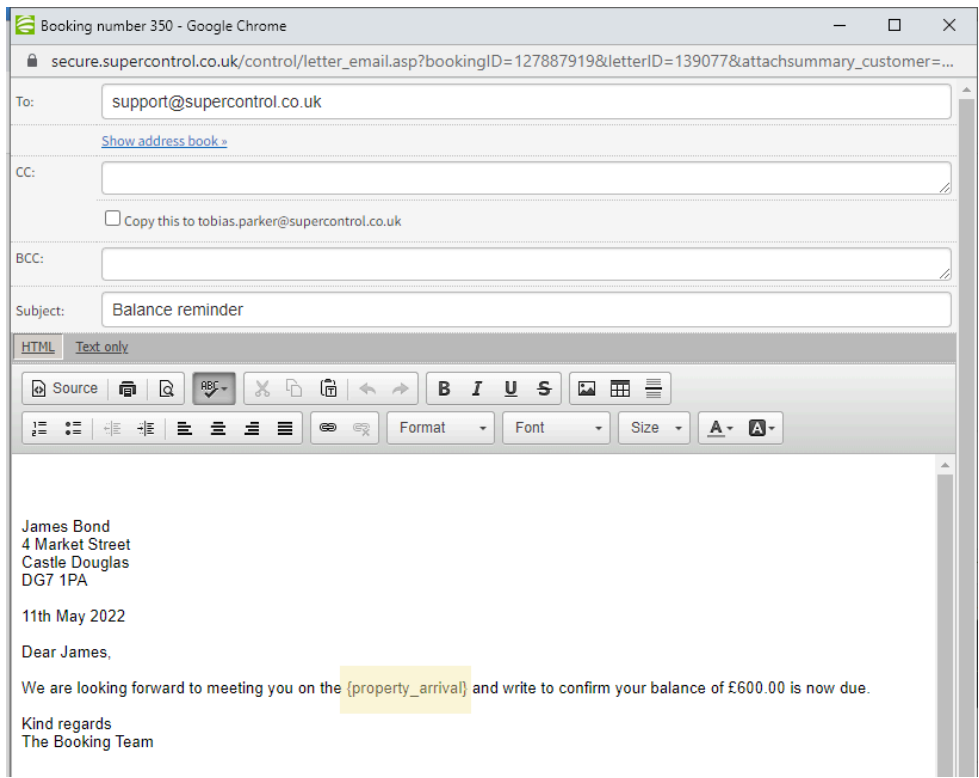 Booking number 350 - Google Chrome
secure.supercontrol.co.uk/control/letter_email.asp?bookingID=127887919&letterID=139077&attachsummary_customer=...
To: support@supercontrol.co.uk
Show address book »
CC:
Copy this to tobias.parker@supercontrol.co.uk
BCC:
Subject: Balance reminder
HTML Text only
Source ABC B I U S
Format Font Size A A
James Bond
4 Market Street
Castle Douglas
DG7 1PA
11th May 2022
Dear James,
We are looking forward to meeting you on the {property_arrival} and write to confirm your balance of £600.00 is now due.
Kind regards
The Booking Team